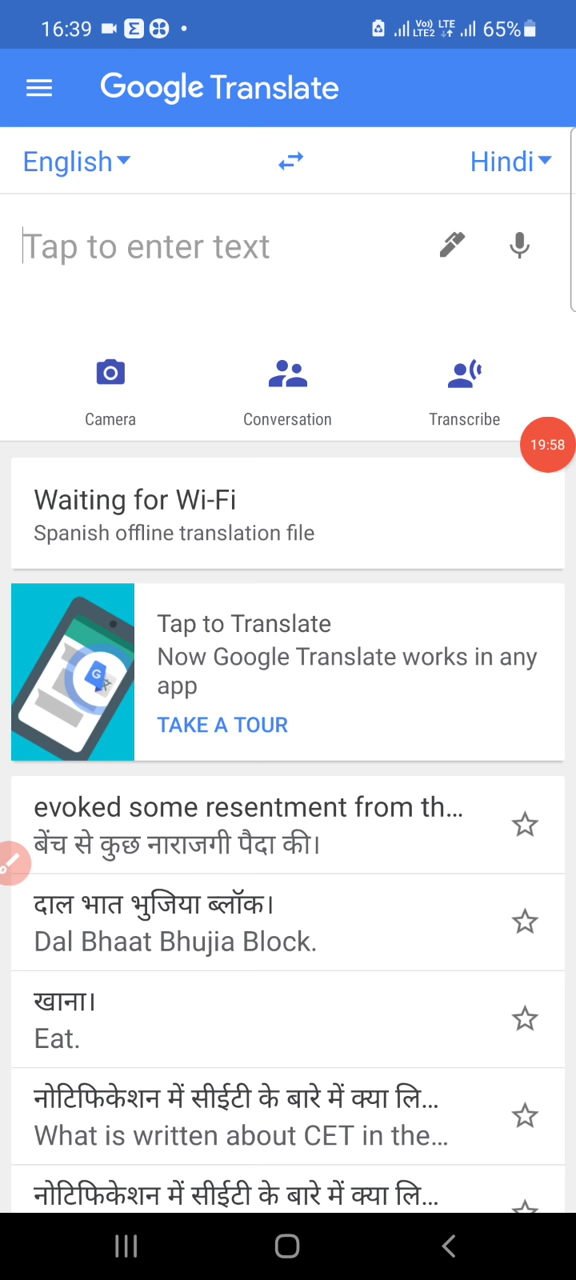 16:39
Vo) LTE
LTE2
65%
Google Translate
English
Hindi
Tap to enter text
Camera
Conversation
Transcribe
19:58
Waiting for Wi-Fi
Spanish offline translation file
Tap to Translate
Now Google Translate works in any
app
TAKE A TOUR
evoked some resentment from th...
बेंच से कुछ नाराजगी पैदा की।
दाल भात भुजिया ब्लॉक।
Dal Bhaat Bhujia Block.
खाना।
Eat.
नोटिफिकेशन में सीईटी के बारे में क्या लि...
What is written about CET in the...
नोटिफिकेशन में सीईटी के बारे में क्या लि...